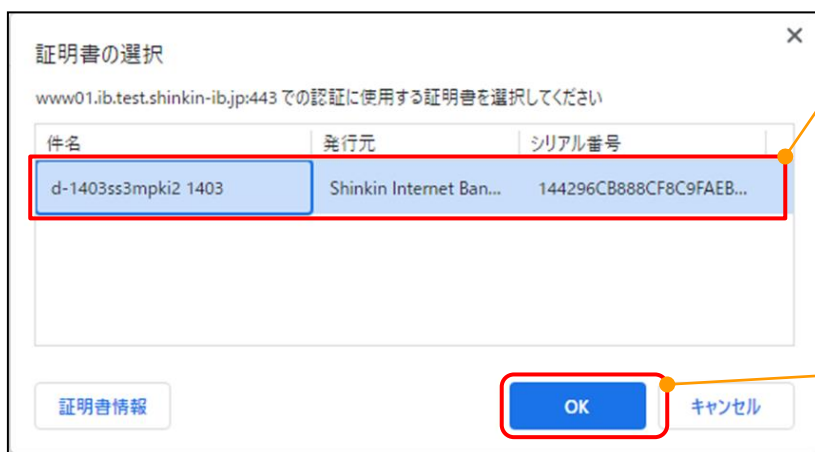 証明書の選択
www01.ib.test.shinkin-ib.jp:443 での認証に使用する証明書を選択してください
件名 発行元 シリアル番号
d-1403ss3mpki2 1403 Shinkin Internet Ban... 144296CB888CF8C9FAEB...
証明書情報 OK キャンセル